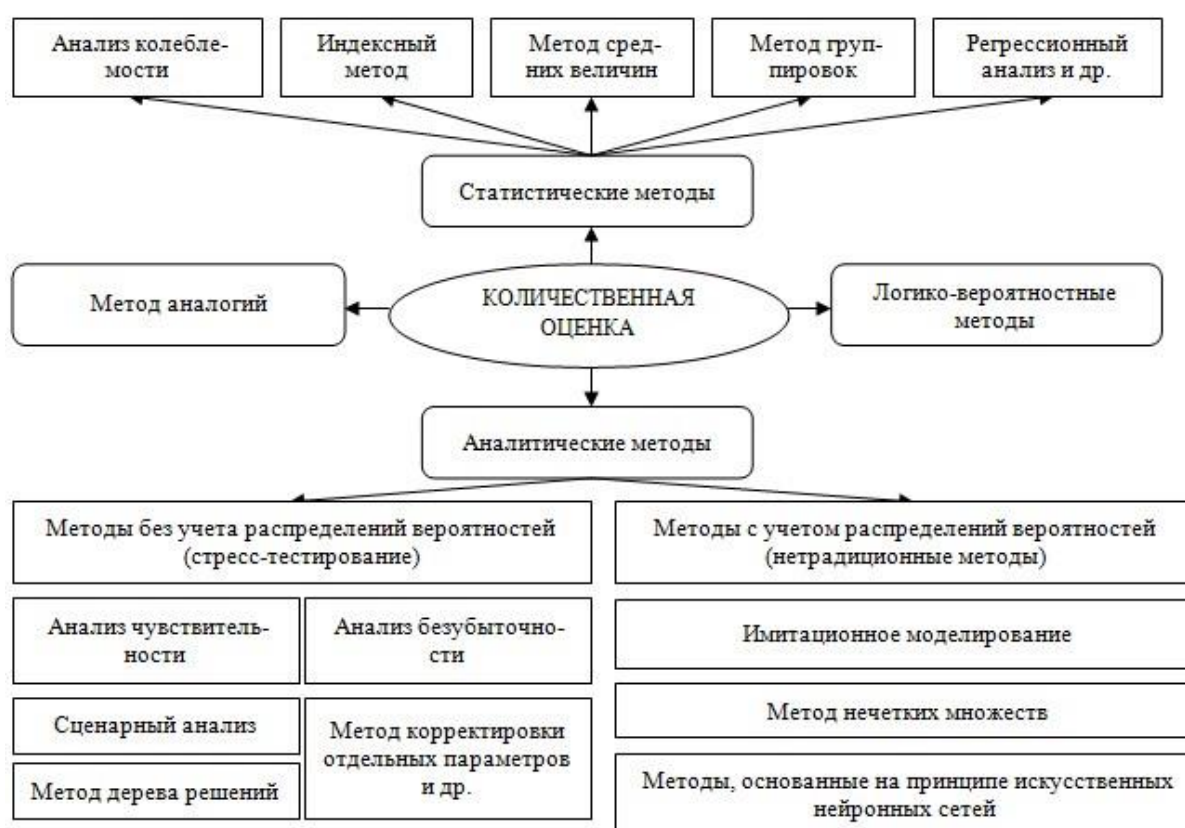 Анализ колебле-
мости
Индексный
метод
Метод сред-
них величин
Метод груп-
пировок
Регрессионный
анализ и др.
Статистические методы
Метод аналогий
КОЛИЧЕСТВЕННАЯ
ОЦЕНКА
Логико-вероятностные
методы
Аналитические методы
Методы без учета распределений вероятностей
(стресс-тестирование)
Методы с учетом распределений вероятностей
(нетрадиционные методы)
Анализ чувствитель-
ности
Анализ безубыточно-
сти
Имитационное моделирование
Сценарный анализ
Метод корректировки
отдельных параметров
и др.
Метод нечетких множеств
Метод дерева решений
Методы, основанные на принципе искусственных
нейронных сетей